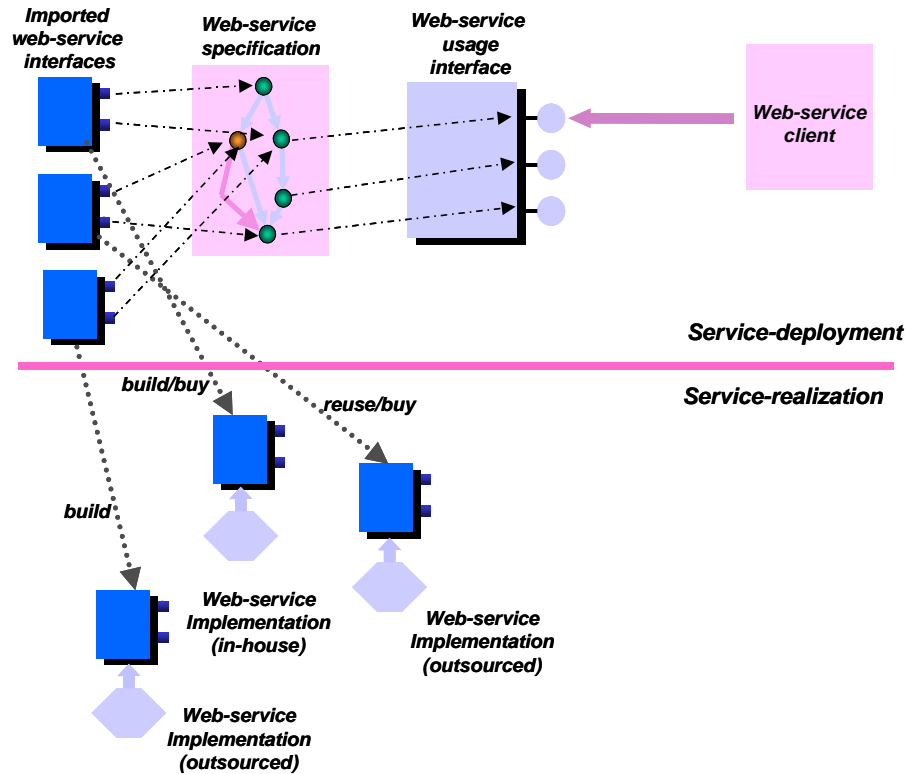 Imported
web-service
interfaces
Web-service
specification
Web-service
usage
interface
Web-service
client
Service-deployment
Service-realization
build/buy
reuse/buy
build
Web-service
Implementation
(in-house)
Web-service
Implementation
(outsourced)
Web-service
Implementation
(outsourced)